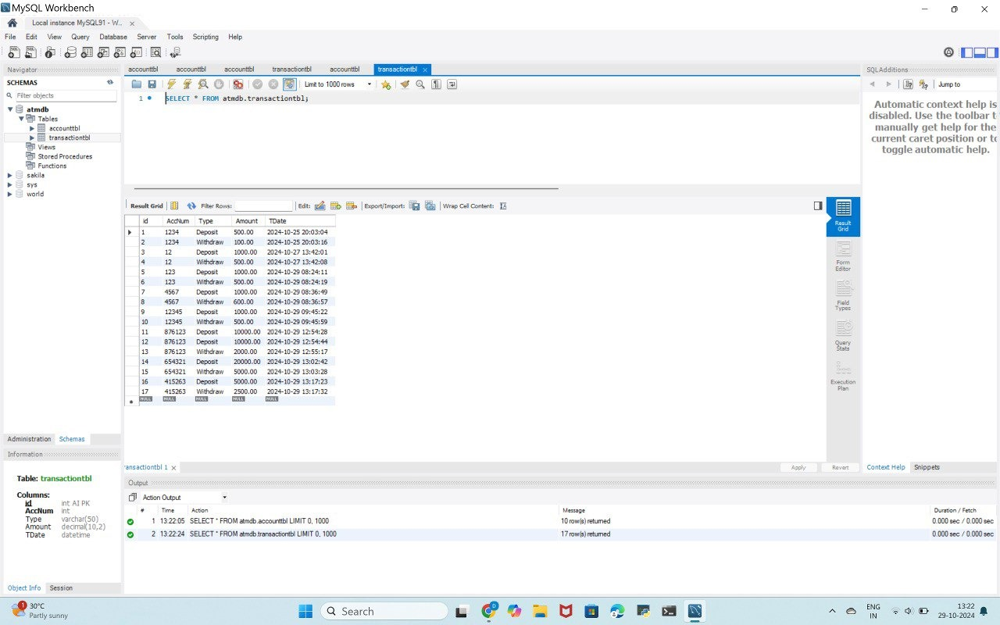 MySQL Workbench
Local instance MySQL91 - W... ×
File Edit View Query Database Server Tools Scripting Help
Navigator
SCHEMAS
Filter objects
atmdb
Tables
accounttbl
transactiontbl
Views
Stored Procedures
Functions
sakila
sys
world
Administration Schemas
Information
Table: transactiontbl
Columns:
id int AI PK
AccNum int
Type varchar(50)
Amount decimal(10,2)
TDate datetime
Object Info Session
accounttbl accounttbl accounttbl transactiontbl accounttbl transactiontbl ×
Limit to 1000 rows
1 SELECT * FROM atmdb.transactiontbl;
Result Grid Filter Rows: Edit: Export/Import: Wrap Cell Content:
id AccNum Type Amount TDate
1 1234 Deposit 500.00 2024-10-25 20:03:04
2 1234 Withdraw 100.00 2024-10-25 20:03:16
3 12 Deposit 1000.00 2024-10-27 13:42:01
4 12 Withdraw 500.00 2024-10-27 13:42:08
5 123 Deposit 1000.00 2024-10-29 08:24:11
6 123 Withdraw 500.00 2024-10-29 08:24:19
7 4567 Deposit 1000.00 2024-10-29 08:36:49
8 4567 Withdraw 600.00 2024-10-29 08:36:57
9 12345 Deposit 1000.00 2024-10-29 09:45:22
10 12345 Withdraw 500.00 2024-10-29 09:45:59
11 876123 Deposit 10000.00 2024-10-29 12:54:28
12 876123 Deposit 10000.00 2024-10-29 12:54:44
13 876123 Withdraw 2000.00 2024-10-29 12:55:17
14 654321 Deposit 20000.00 2024-10-29 13:02:42
15 654321 Withdraw 5000.00 2024-10-29 13:03:28
16 415263 Deposit 5000.00 2024-10-29 13:17:23
17 415263 Withdraw 2500.00 2024-10-29 13:17:32
NULL NULL NULL NULL NULL
Result
Grid
Form
Editor
Field
Types
Query
Stats
Execution
Plan
ransactiontbl 1 ×
Apply Revert
Output
Action Output
# Time Action Message Duration / Fetch
1 13:22:05 SELECT * FROM atmdb.accounttbl LIMIT 0, 1000 10 row(s) returned 0.000 sec / 0.000 sec
2 13:22:24 SELECT * FROM atmdb.transactiontbl LIMIT 0, 1000 17 row(s) returned 0.000 sec / 0.000 sec
SQLAdditions
Jump to
Automatic context help is
disabled. Use the toolbar t
manually get help for the
current caret position or to
toggle automatic help.
Context Help Snippets
1
30°C
Partly sunny
Search
ENG
IN
13:22
29-10-2024